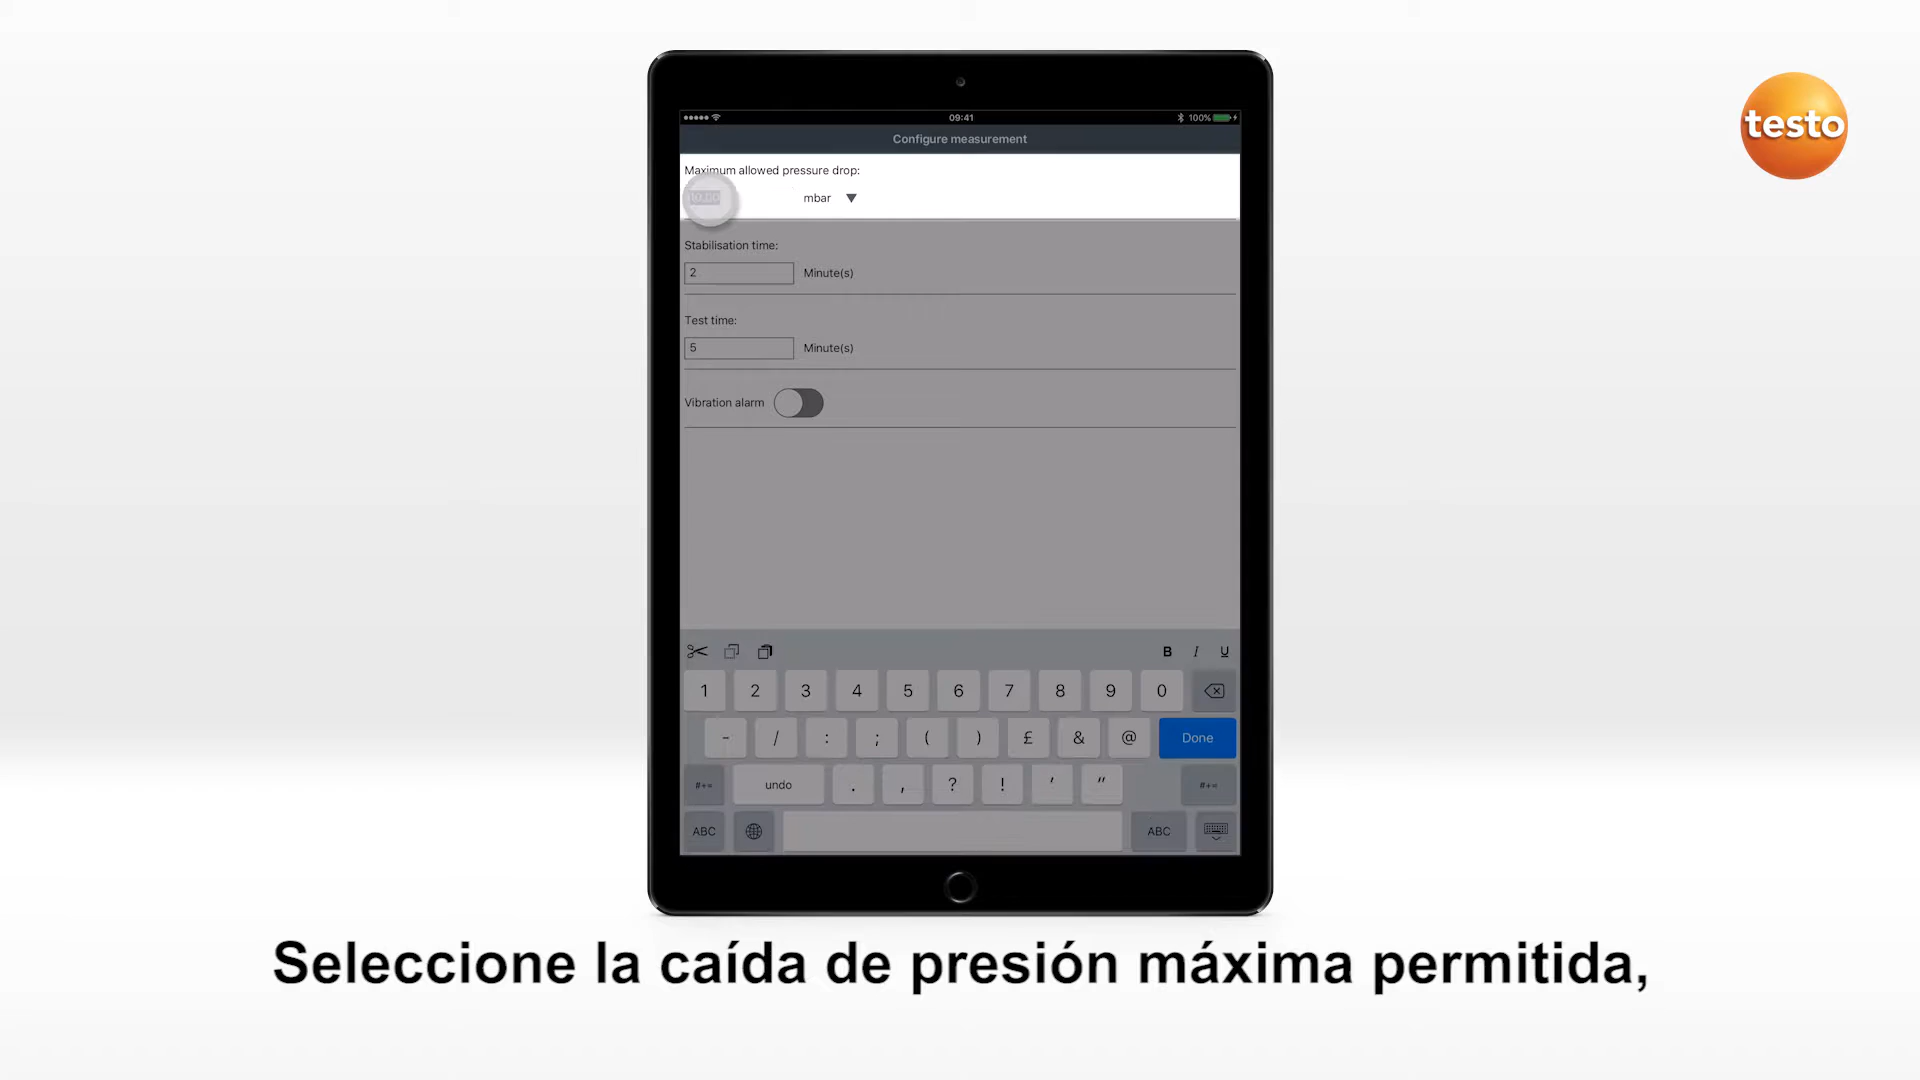 testo
09:41
100%
Configure measurement
Maximum allowed pressure drop:
10.00
mbar
Stabilisation time:
2 Minute(s)
Test time:
5 Minute(s)
Vibration alarm
B I U
1 2 3 4 5 6 7 8 9 0
- / : ; ( ) £ & @ Done
#+= undo . , ? ! ' " #+=
ABC ABC
Seleccione la caída de presión máxima permitida,